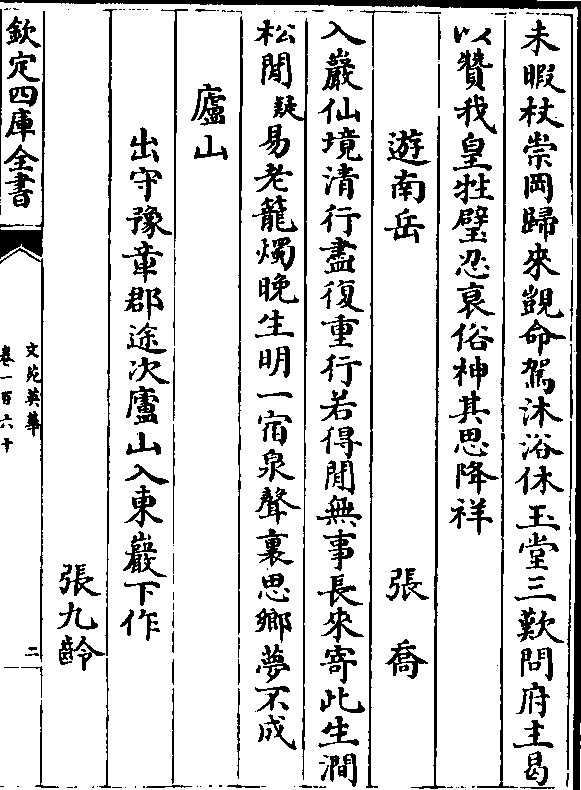 未暇杖崇岡歸來覬命駕沐浴休玉堂三歎問府主曷
以贊我皇牲璧忍衰俗神其思降祥
遊南岳 張喬
入巖仙境清行盡復重行若得閒無事長來寄此生澗
松閒疑易老籠燭晚生明一宿泉聲裏思鄉夢不成
廬山
出守豫章郡途次廬山入東巖下作
張九齡
欽定四庫全書
文苑英華
卷一百六十
二